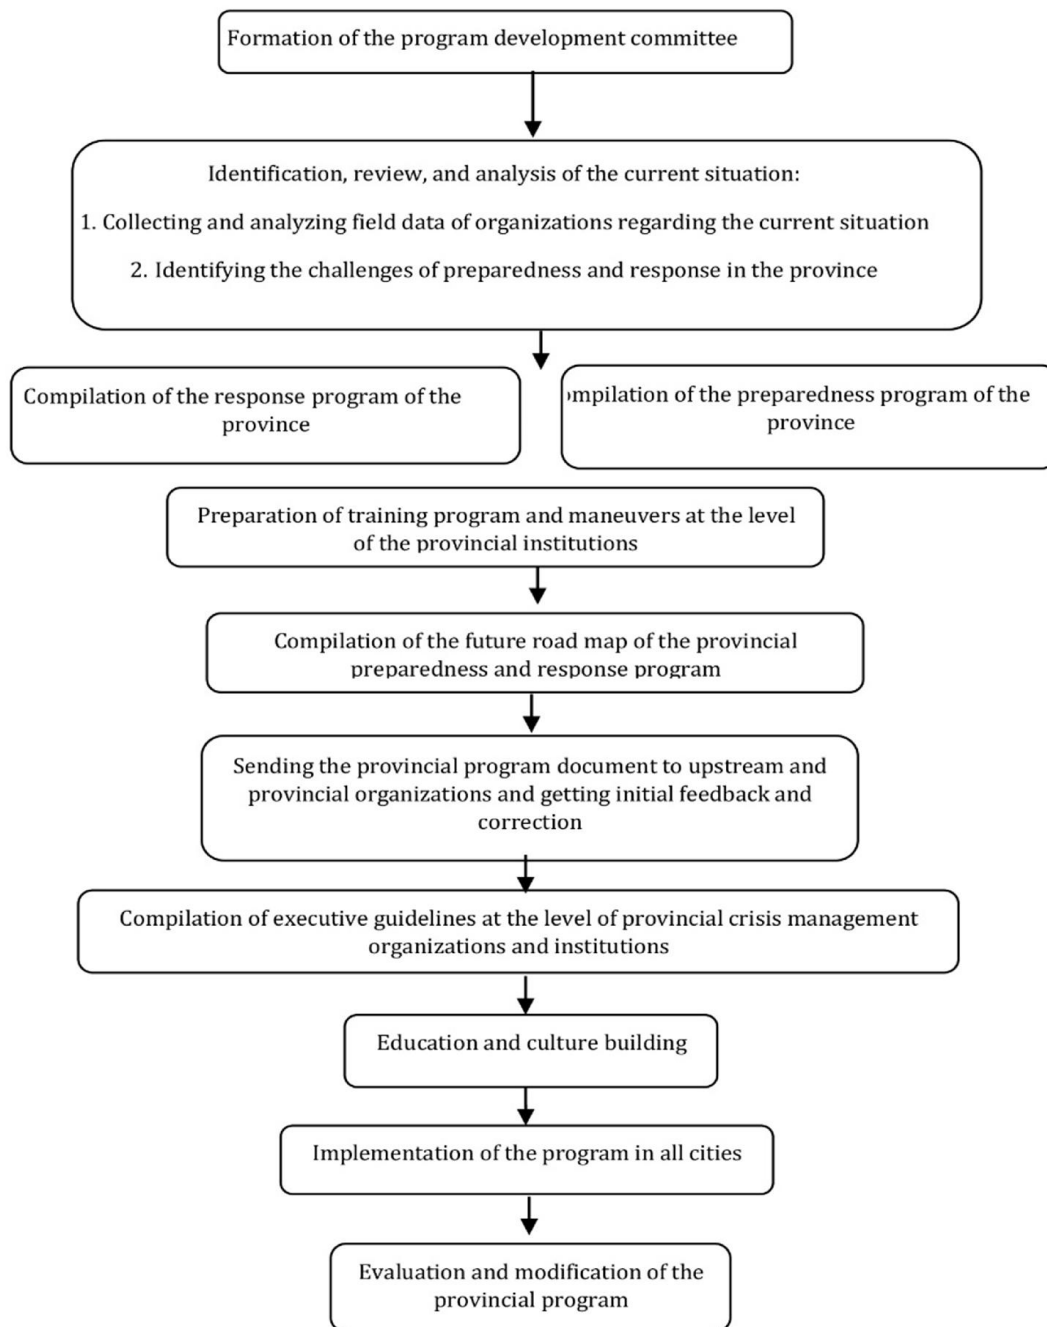 Formation of the program development committee
Identification, review, and analysis of the current situation:
1. Collecting and analyzing field data of organizations regarding the current situation
2. Identifying the challenges of preparedness and response in the province
Compilation of the response program of the
province
mpilation of the preparedness program of the
province
Preparation of training program and maneuvers at the level
of the provincial institutions
Compilation of the future road map of the provincial
preparedness and response program
Sending the provincial program document to upstream and
provincial organizations and getting initial feedback and
correction
Compilation of executive guidelines at the level of provincial crisis management
organizations and institutions
Education and culture building
Implementation of the program in all cities
Evaluation and modification of the
provincial program